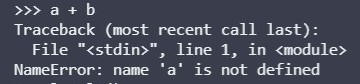 >>> a + b
Traceback (most recent call last):
  File "<stdin>", line 1, in <module>
NameError: name 'a' is not defined